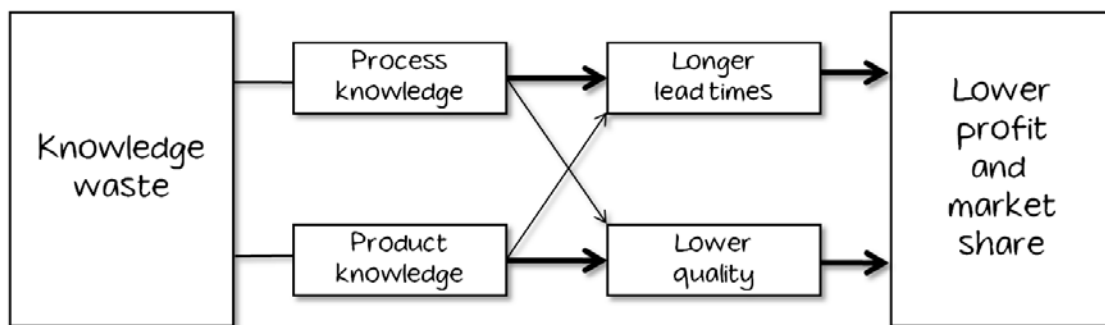 Knowledge
waste
Process
knowledge
Product
knowledge
Longer
lead times
Lower
quality
Lower
profit
and
market
share